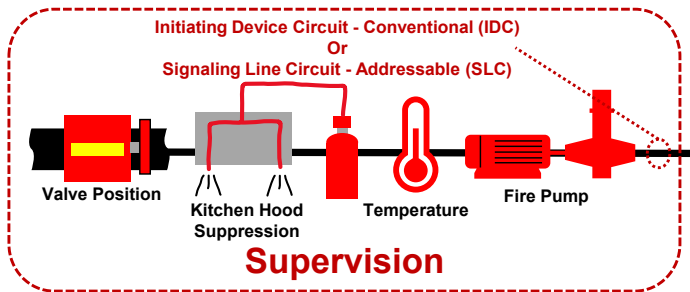 Initiating Device Circuit - Conventional (IDC)
Or
Signaling Line Circuit - Addressable (SLC)
Valve Position
Kitchen Hood
Suppression
Temperature
Fire Pump
Supervision